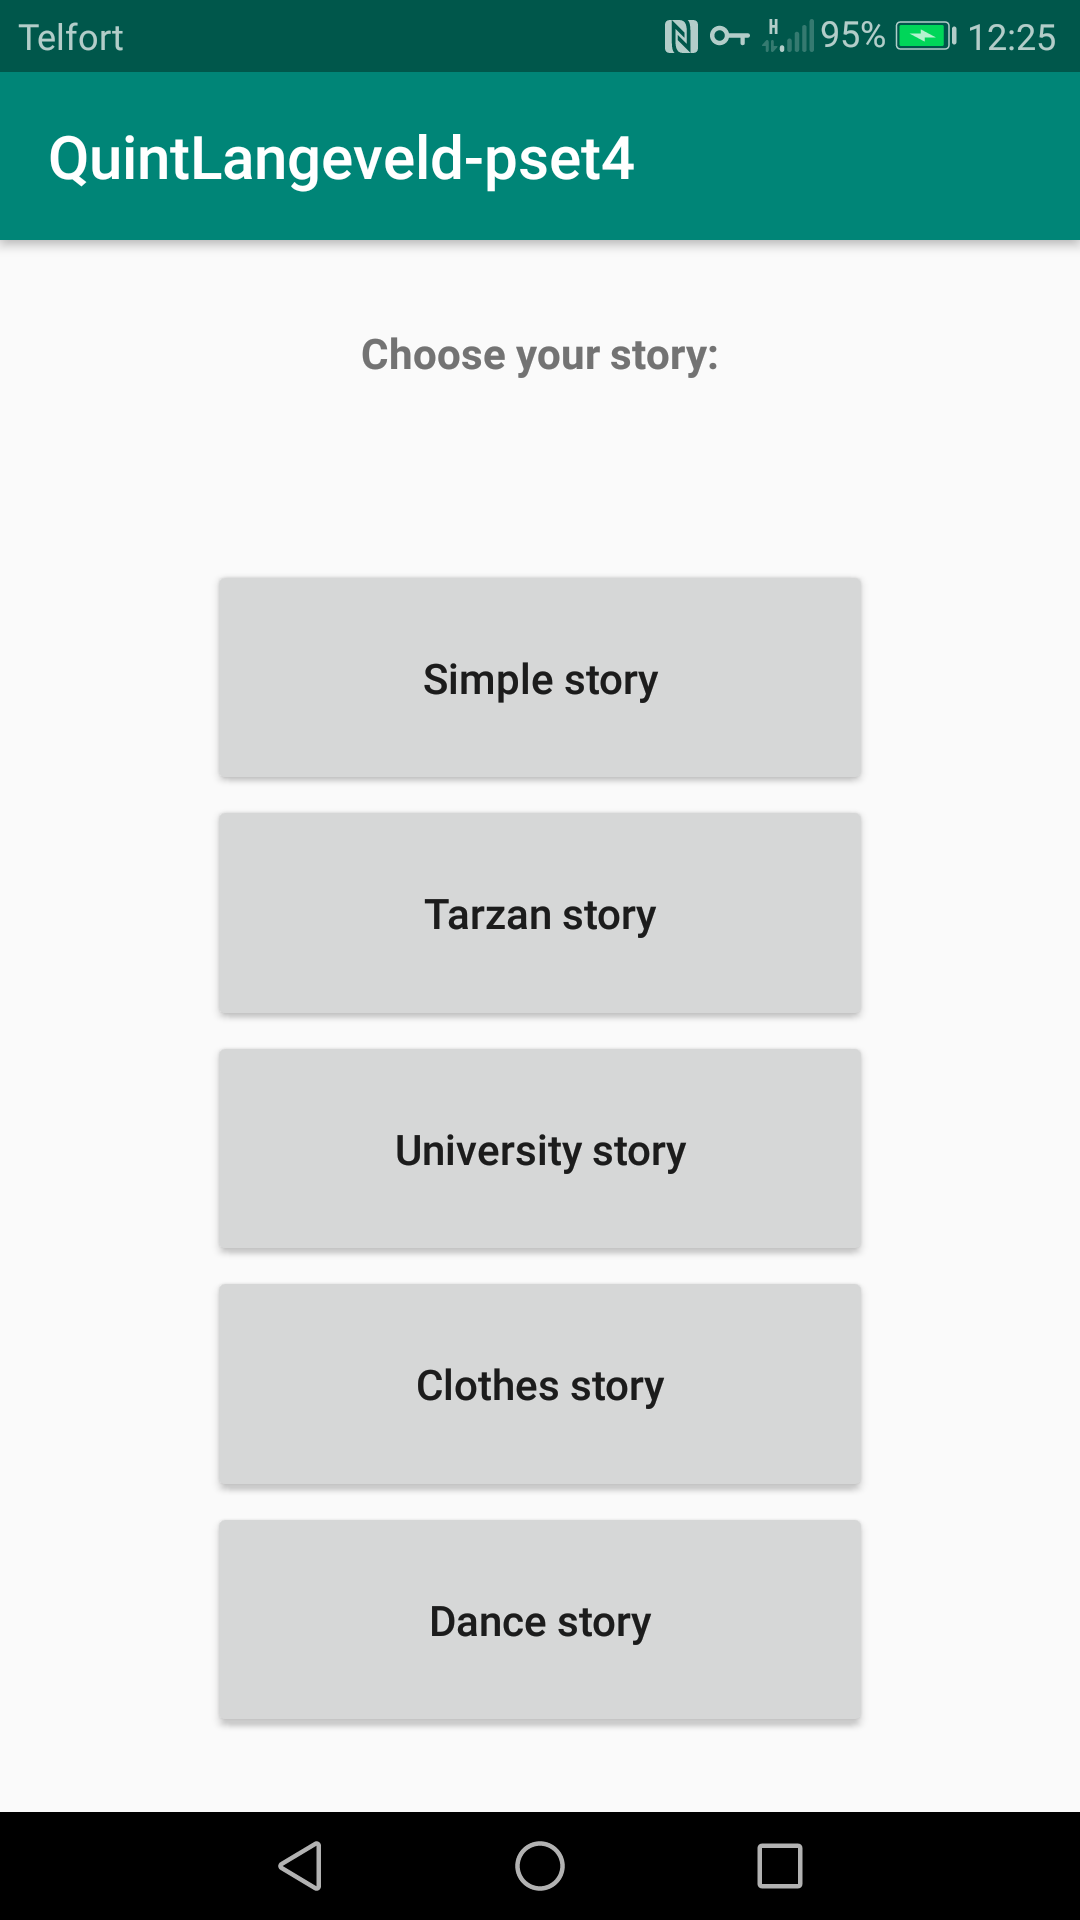 Telfort
H
95%
12:25
QuintLangeveld-pset4
Choose your story:
Simple story
Tarzan story
University story
Clothes story
Dance story